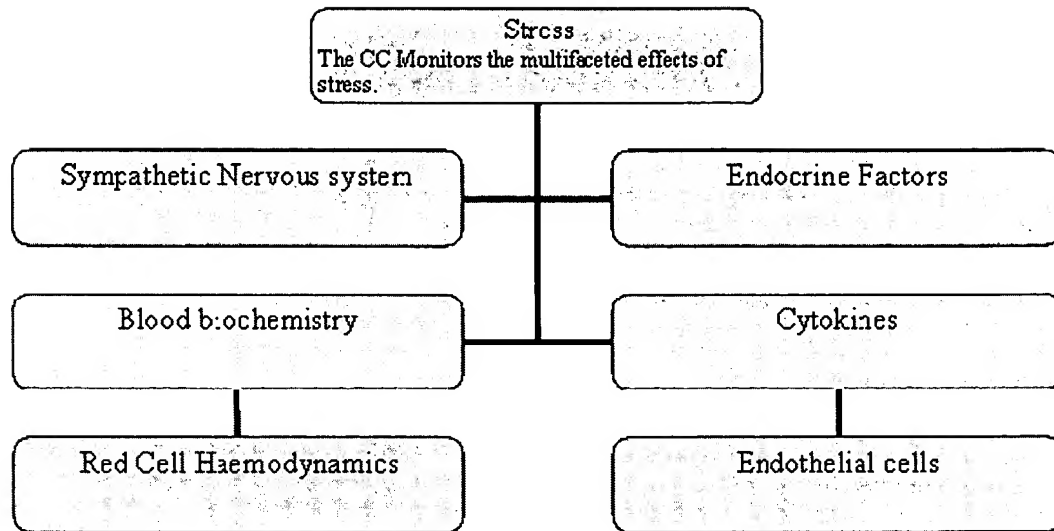 Stress
The CC Monitors the multifaceted effects of
stress.
Sympathetic Nervous system
Endocrine Factors
Blood biochemistry
Cytokines
Red Cell Haemodynamics
Endothelial cells